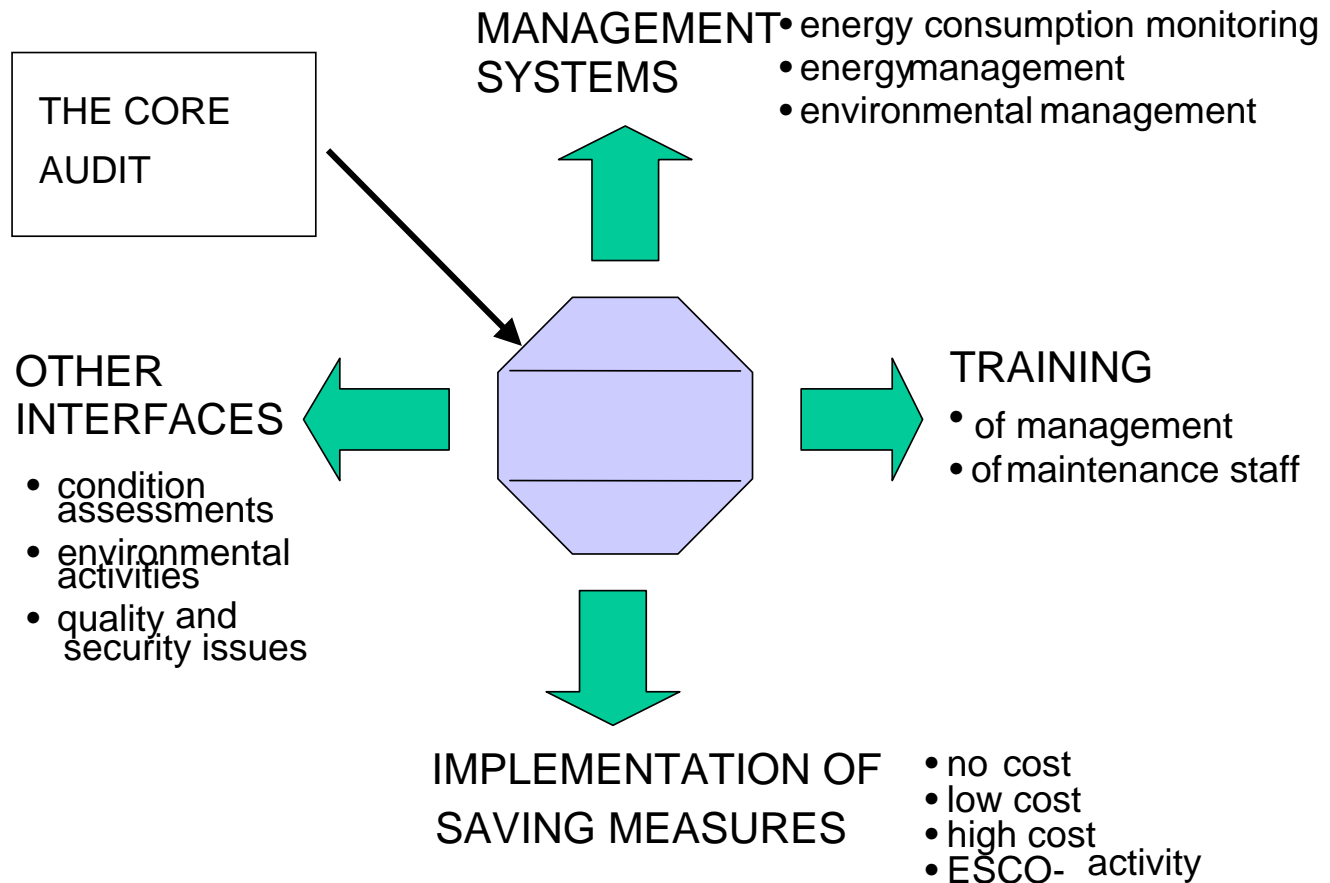 MANAGEMENT
SYSTEMS
• energy consumption monitoring
• energymanagement
• environmental management
THE CORE
AUDIT
OTHER
INTERFACES
• condition
assessments
• environmental
activities
• quality and
security issues
TRAINING
• of management
• of maintenance staff
IMPLEMENTATION OF
SAVING MEASURES
• no cost
• low cost
• high cost
• ESCO- activity